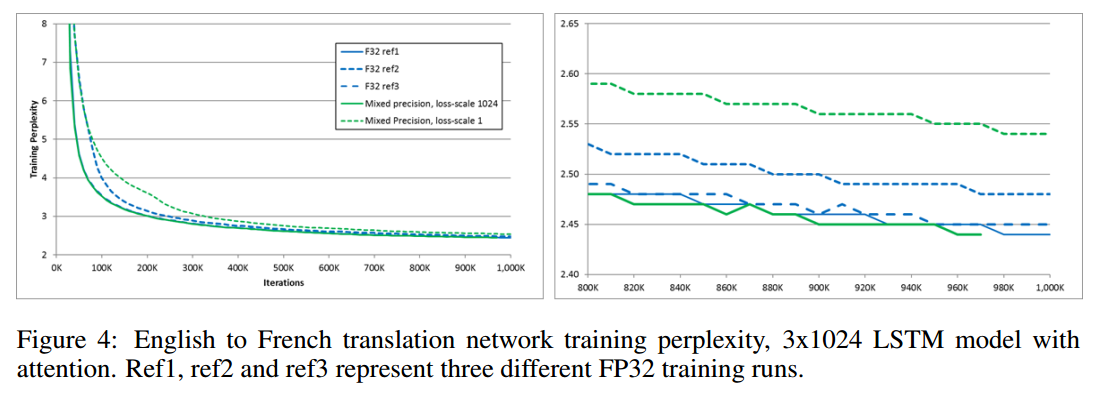 8
7
6
5
4
3
2
Training Perplexity
0K 100K 200K 300K 400K 500K 600K 700K 800K 900K 1,000K
Iterations
F32 ref1
F32 ref2
F32 ref3
Mixed precision, loss-scale 1024
Mixed Precision, loss-scale 1
2.65
2.60
2.55
2.50
2.45
2.40
800K 820K 840K 860K 880K 900K 920K 940K 960K 980K 1,000K
Figure 4: English to French translation network training perplexity, 3x1024 LSTM model with
attention. Ref1, ref2 and ref3 represent three different FP32 training runs.